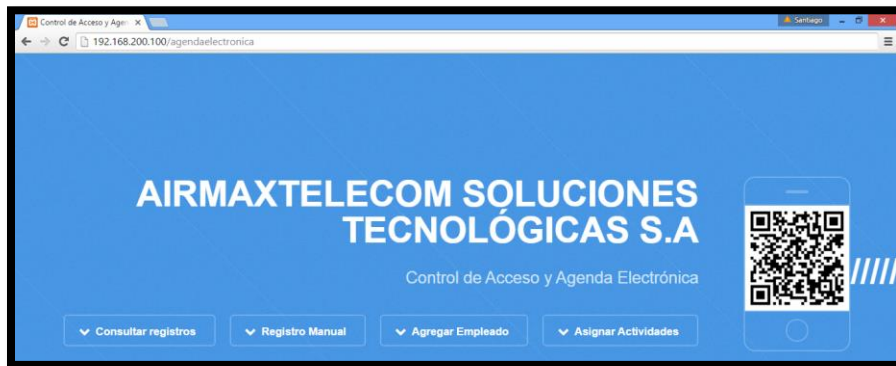 Control de Acceso y Agen
Santiago
192.168.200.100/agendaelectronica
AIRMAXTELECOM SOLUCIONES
TECNOLÓGICAS S.A
Control de Acceso y Agenda Electrónica
Consultar registros
Registro Manual
Agregar Empleado
Asignar Actividades